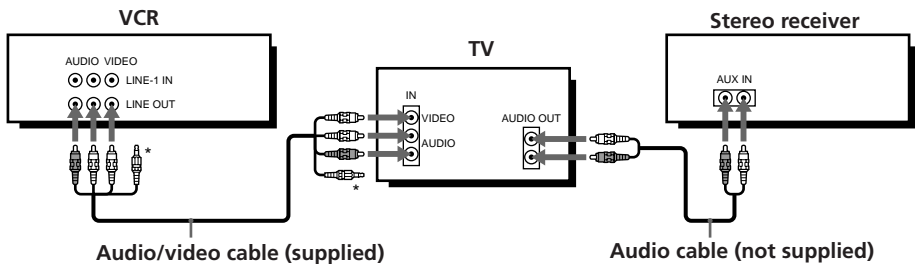 VCR
TV
Stereo receiver
AUDIO VIDEO
LINE-1 IN
LINE OUT
*
IN
VIDEO
AUDIO
*
AUDIO OUT
AUX IN
Audio/video cable (supplied)
Audio cable (not supplied)